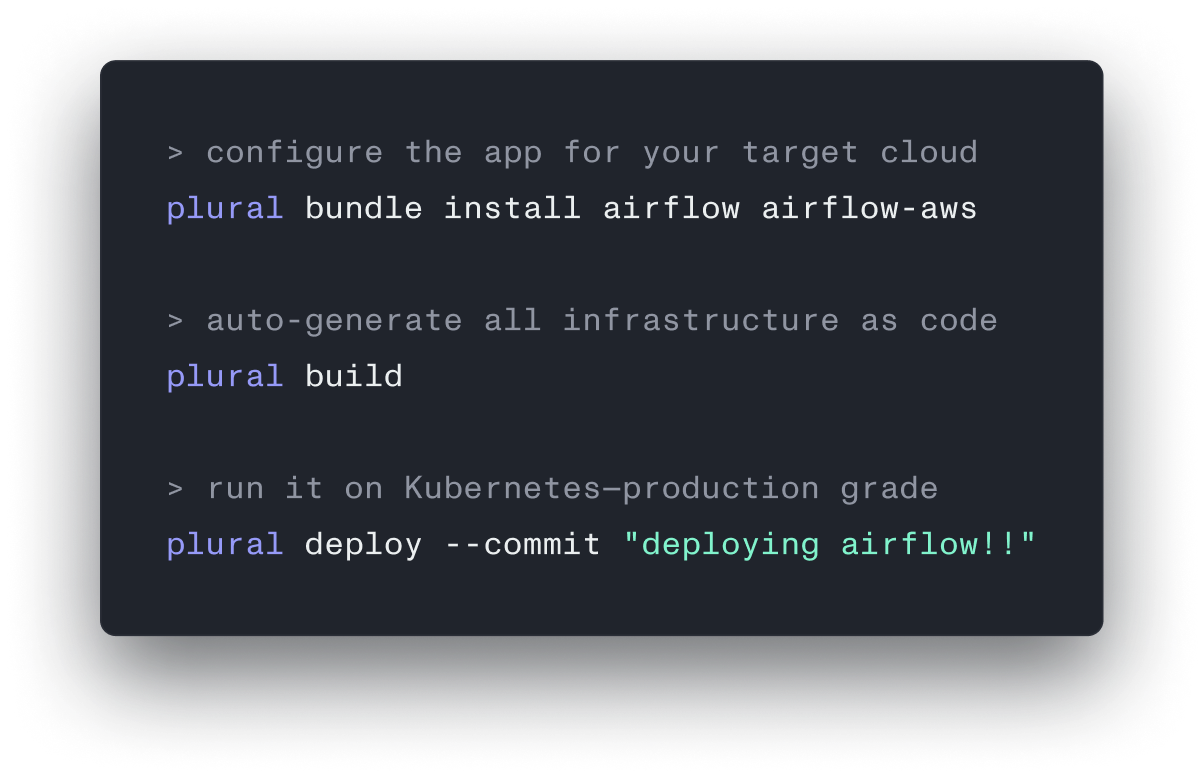 > configure the app for your target cloud
plural bundle install airflow airflow-aws
> auto-generate all infrastructure as code
plural build
> run it on Kubernetes—production grade
plural deploy --commit "deploying airflow!!"